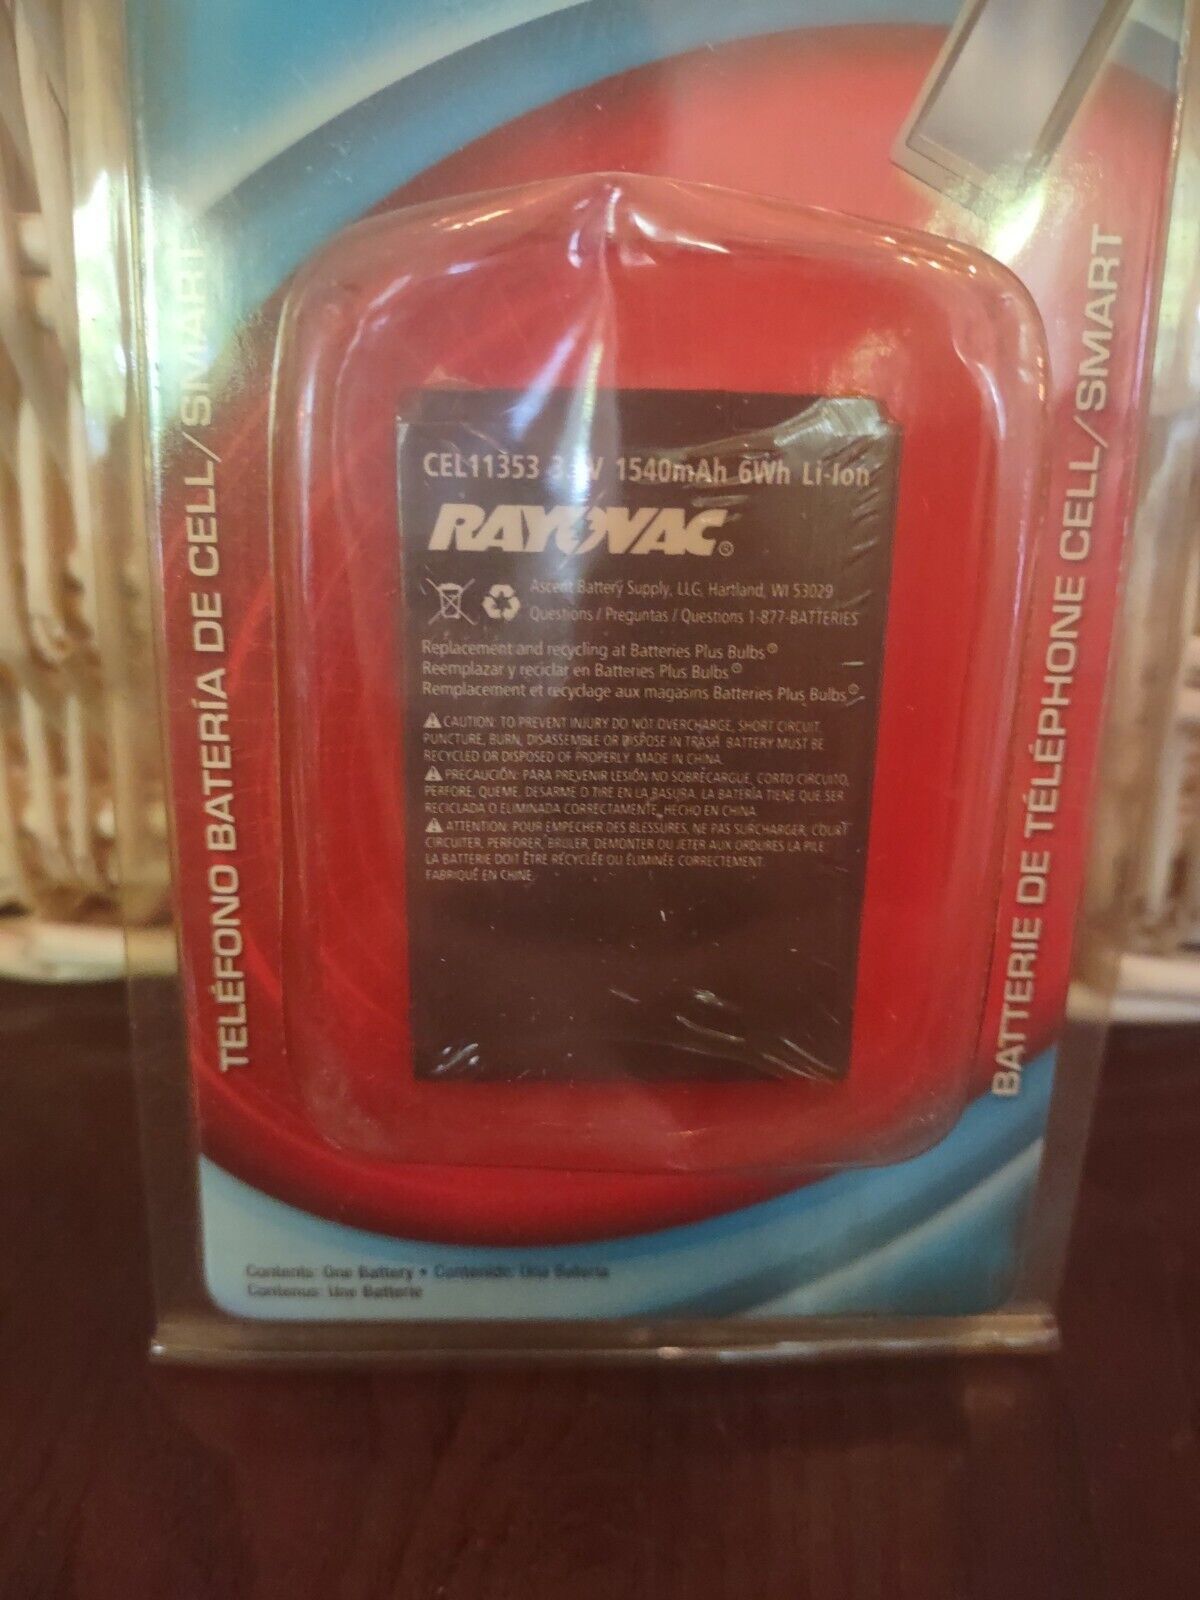 CEL11353 1540mAh 6Wh Li-Ion
RAYOVAC®
Ascent Battery Supply, LLC, Hartland, WI 53029
Questions / Preguntas / Questions 1-877-BATTERIES
Replacement and recycling at Batteries Plus Bulbs®
Reemplazar y reciclar en Batteries Plus Bulbs®
Remplacement et recyclage aux magasins Batteries Plus Bulbs®
⚠ CAUTION: TO PREVENT INJURY DO NOT OVERCHARGE, SHORT CIRCUIT,
PUNCTURE, BURN, DISASSEMBLE OR DISPOSE IN TRASH. BATTERY MUST BE
RECYCLED OR DISPOSED OF PROPERLY. MADE IN CHINA.
⚠ PRECAUCIÓN: PARA PREVENIR LESIÓN NO SOBRECARGUE, CORTO CIRCUITO,
PERFORE, QUEME, DESARME O TIRE EN LA BASURA. LA BATERÍA TIENE QUE SER
RECICLADA O ELIMINADA CORRECTAMENTE, HECHO EN CHINA.
⚠ ATTENTION: POUR EMPECHER DES BLESSURES, NE PAS SURCHARGER, COURT
CIRCUITER, PERFORER, BRULER, DEMONTER OU JETER AUX ORDURES LA PILE.
LA BATTERIE DOIT ÊTRE RÉCYCLÉE OU ÉLIMINÉE CORRECTEMENT.
FABRIQUÉ EN CHINE.
TELÉFONO BATERÍA DE CELL/SMART
BATTERIE DE TÉLÉPHONE CELL/SMART
Contents: One Battery • Contenido: Una Batería
Contenus: Une Batterie